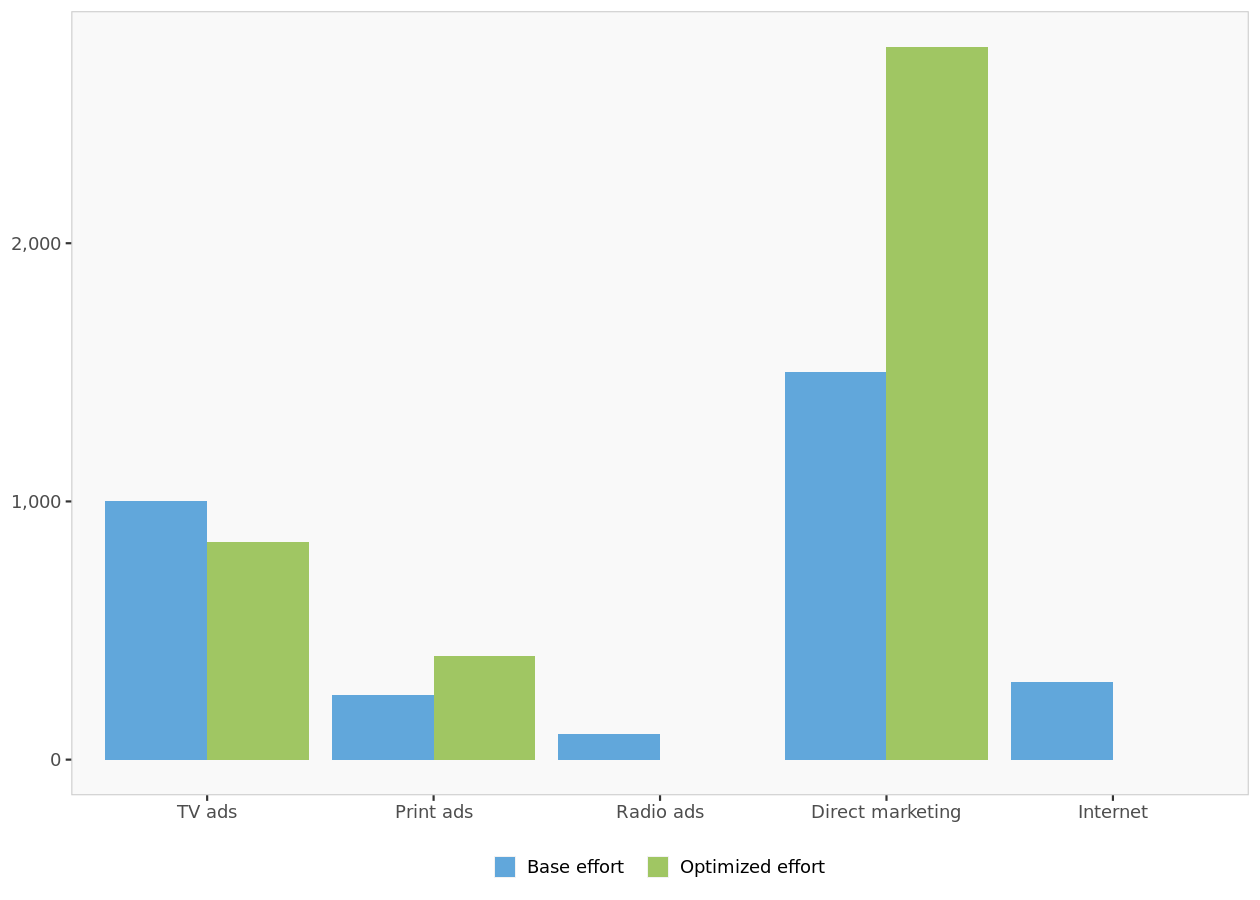 2,000
1,000
0
TV ads
Print ads
Radio ads
Direct marketing
Internet
Base effort
Optimized effort